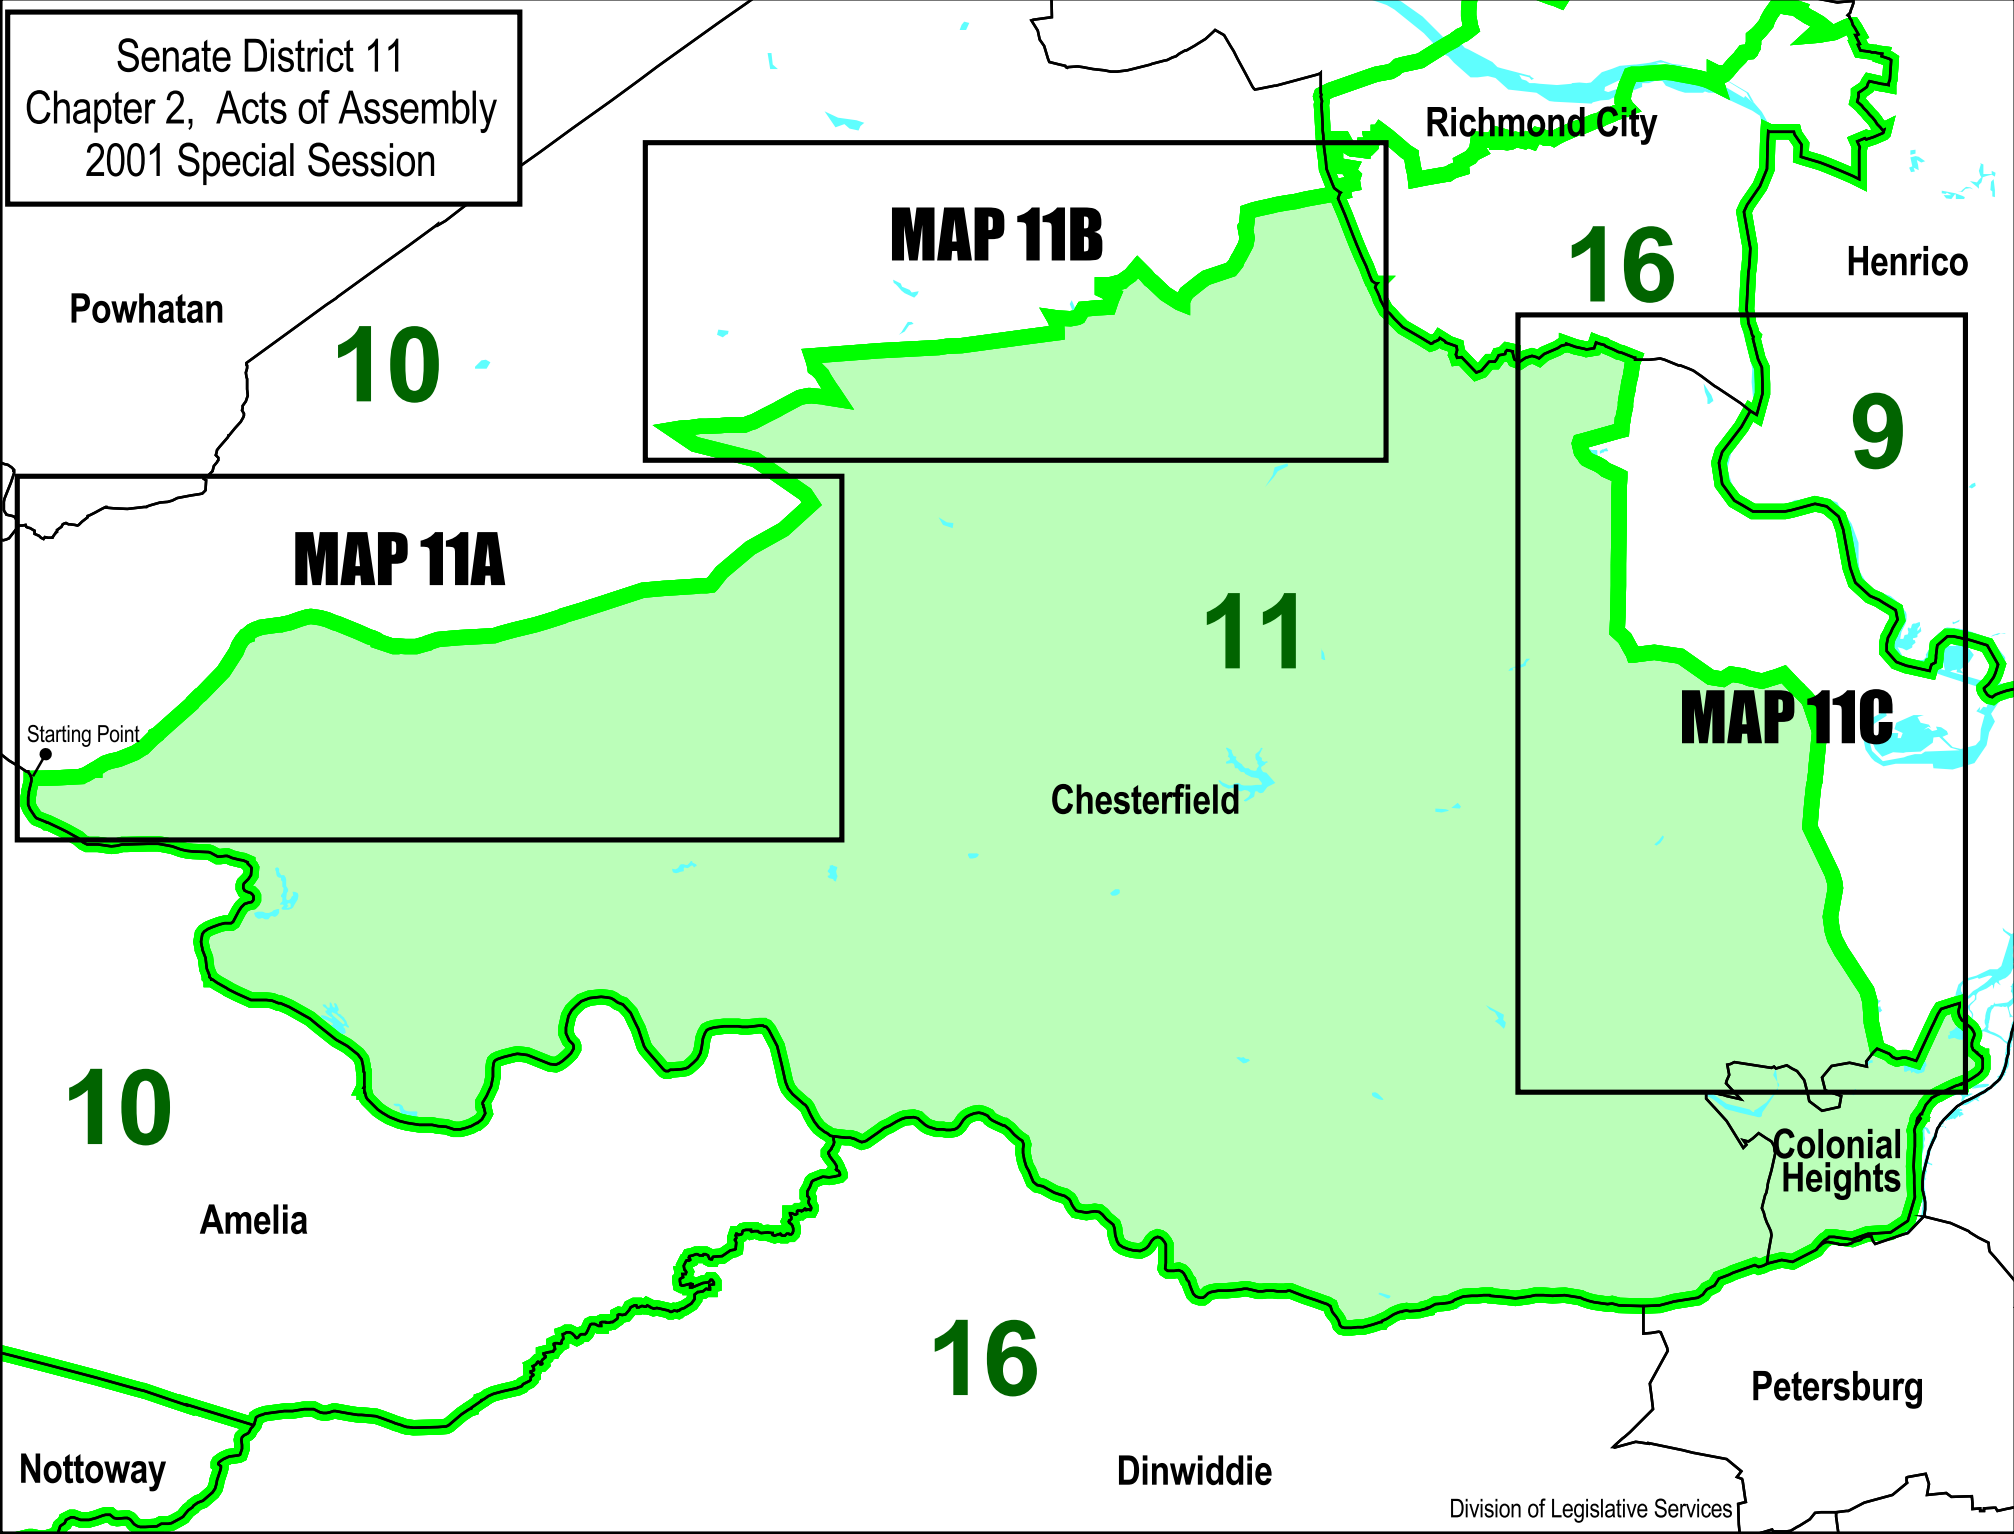 Senate District 11
Chapter 2, Acts of Assembly
2001 Special Session
Richmond City
MAP 11B
16
Henrico
Powhatan
10
9
MAP 11A
11
MAP 11C
Starting Point
Chesterfield
10
Colonial
Heights
Amelia
16
Petersburg
Nottoway
Dinwiddie
Division of Legislative Services